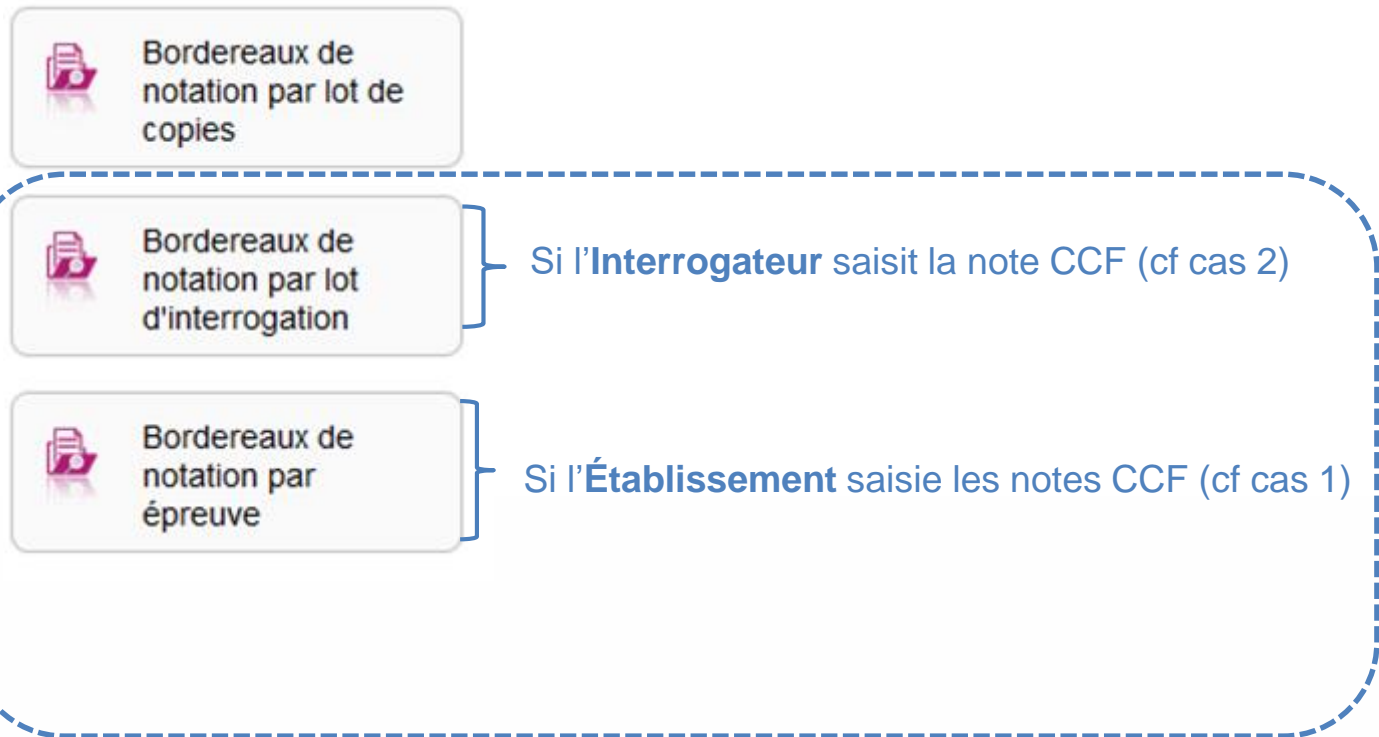 Bordereaux de
notation par lot de
copies
Bordereaux de
notation par lot
d'interrogation
Si l’Interrogateur saisit la note CCF (cf cas 2)
Bordereaux de
notation par
épreuve
Si l’Établissement saisie les notes CCF (cf cas 1)